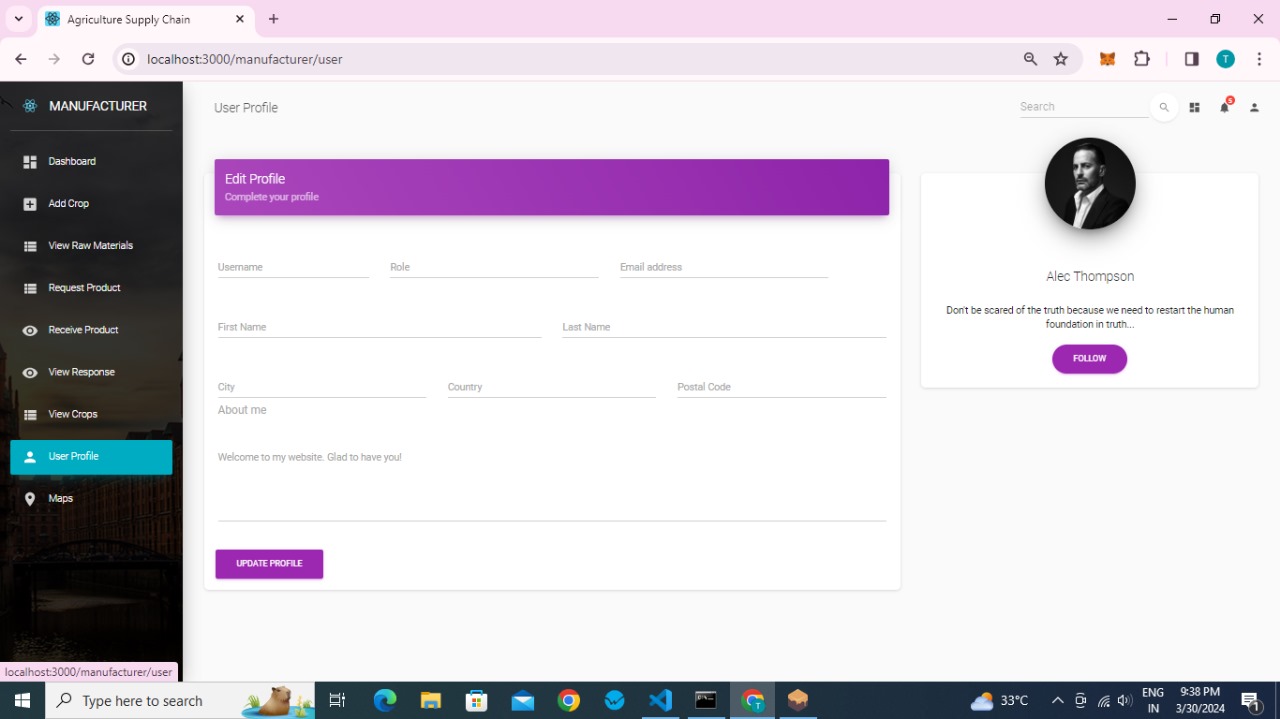 Agriculture Supply Chain
localhost:3000/manufacturer/user
T
MANUFACTURER
Dashboard
Add Crop
View Raw Materials
Request Product
Receive Product
View Response
View Crops
User Profile
Maps
localhost:3000/manufacturer/user
User Profile
Search
5
Edit Profile
Complete your profile
Username
Role
Email address
First Name
Last Name
City
Country
Postal Code
About me
Welcome to my website. Glad to have you!
UPDATE PROFILE
Alec Thompson
Don't be scared of the truth because we need to restart the human
foundation in truth...
FOLLOW
Type here to search
T
33°C
ENG
IN
9:38 PM
3/30/2024
1